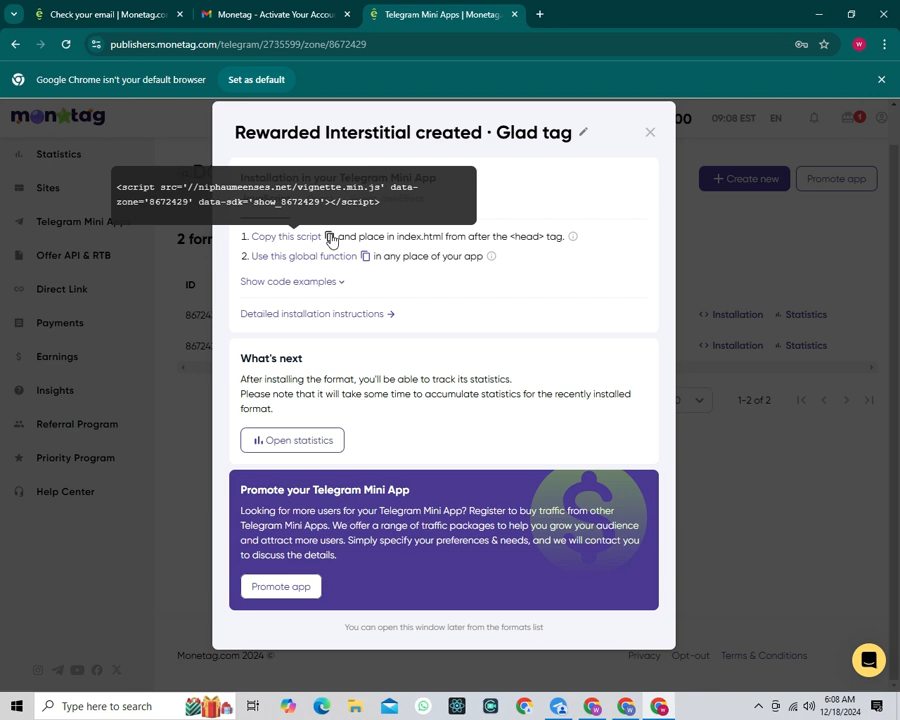 Check your email | Monetag.co
Monetag - Activate Your Accou
Telegram Mini Apps | Monetag.
publishers.monetag.com/telegram/2735599/zone/8672429
W
Google Chrome isn't your default browser
Set as default
monetag
00
09:08 EST
EN
1
Rewarded Interstitial created · Glad tag
Statistics
Sites
Telegram Mini Apps
Offer API & RTB
Direct Link
Payments
Earnings
Insights
Referral Program
Priority Program
Help Center
Create new
Promote app
2 form
ID
86724
Installation
Statistics
86724
Installation
Statistics
0
1-2 of 2
Installation in your Telegram Mini App
<script src='//niphaumeenses.net/vignette.min.js' data-
zone='8672429' data-sdk='show_8672429'></script>
1. Copy this script and place in index.html from after the <head> tag.
2. Use this global function in any place of your app
Show code examples
Detailed installation instructions →
What's next
After installing the format, you'll be able to track its statistics.
Please note that it will take some time to accumulate statistics for the recently installed
format.
Open statistics
Promote your Telegram Mini App
Looking for more users for your Telegram Mini App? Register to buy traffic from other
Telegram Mini Apps. We offer a range of traffic packages to help you grow your audience
and attract more users. Simply specify your preferences & needs, and we will contact you
to discuss the details.
Promote app
You can open this window later from the formats list
Monetag.com 2024 ©
Privacy
Opt-out
Terms & Conditions
Type here to search
6:08 AM
12/18/2024